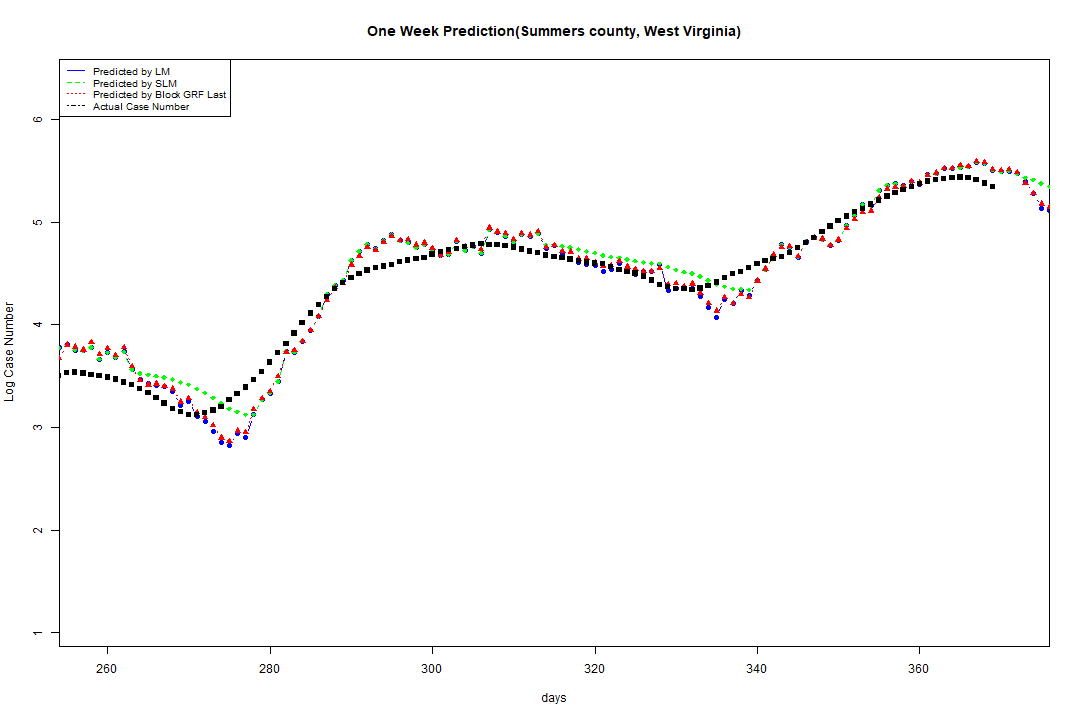 One Week Prediction(Summers county, West Virginia)
Predicted by LM
Predicted by SLM
Predicted by Block GRF Last
Actual Case Number
6
5
4
3
2
1
Log Case Number
260 280 300 320 340 360
days